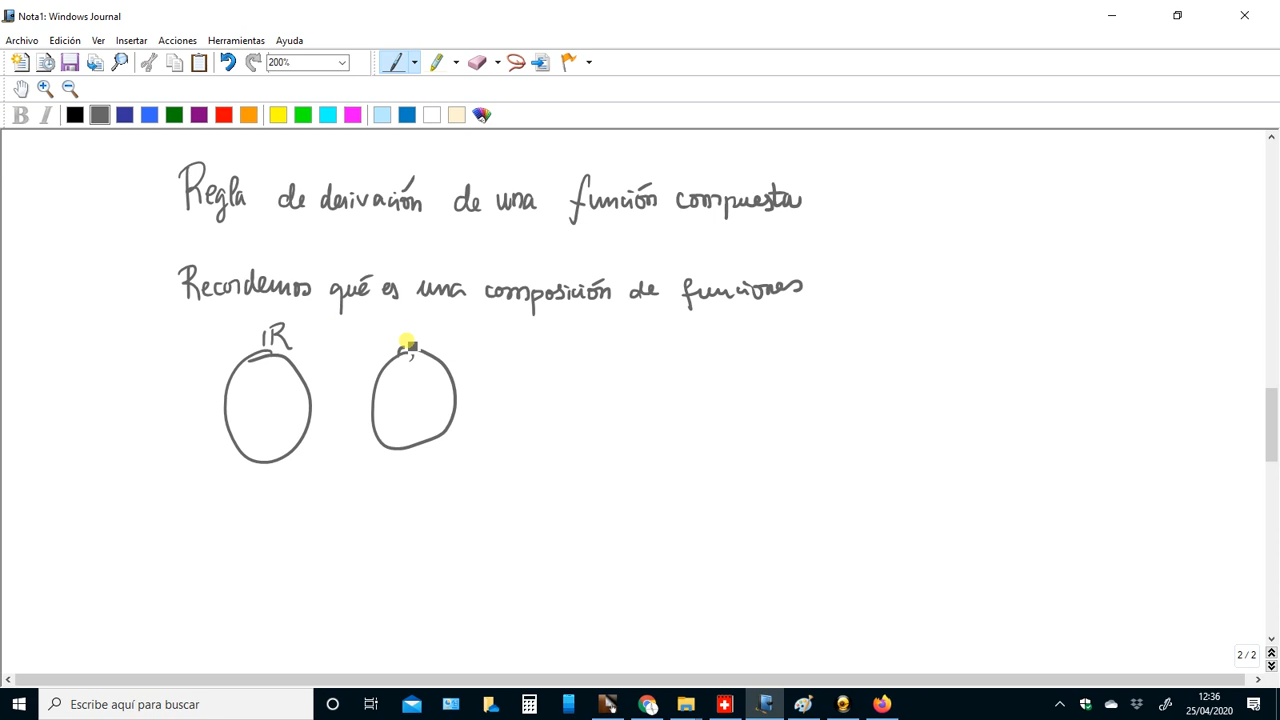 Nota1: Windows Journal
Archivo Edición Ver Insertar Acciones Herramientas Ayuda
200%
B I
Regla de derivación de una función compuesta
Recordemos qué es una composición de funciones
IR
2 / 2
Escribe aquí para buscar
12:36
25/04/2020